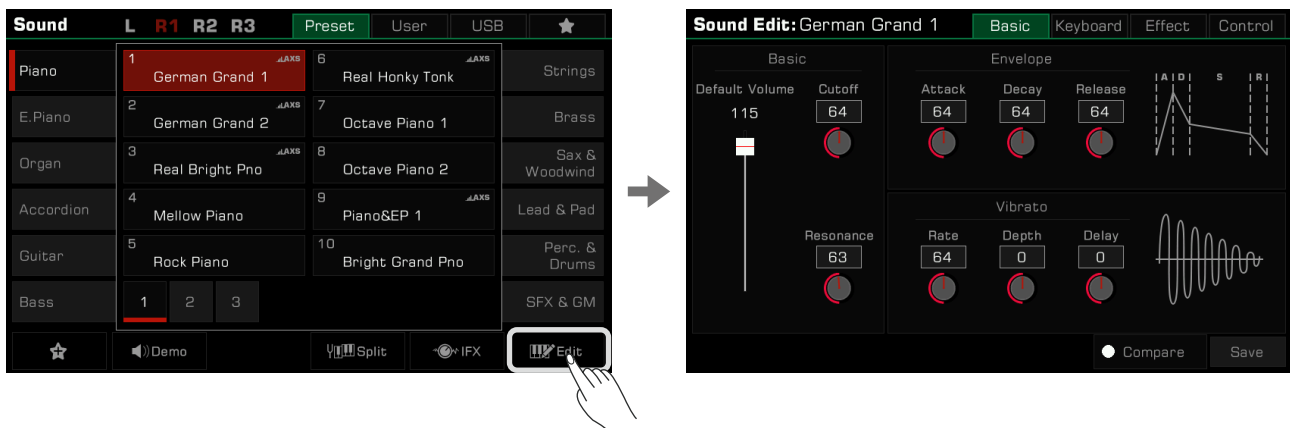 Sound L R1 R2 R3 Preset User USB
Piano
E.Piano
Organ
Accordion
Guitar
Bass
1 AXS
German Grand 1
2 AXS
German Grand 2
3 AXS
Real Bright Pno
4
Mellow Piano
5
Rock Piano
6 AXS
Real Honky Tonk
7
Octave Piano 1
8
Octave Piano 2
9 AXS
Piano&EP 1
10
Bright Grand Pno
1 2 3
Strings
Brass
Sax &
Woodwind
Lead & Pad
Perc. &
Drums
SFX & GM
Demo Split IFX Edit
Sound Edit: German Grand 1 Basic Keyboard Effect Control
Basic
Default Volume Cutoff
115 64
Resonance
63
Envelope
Attack Decay Release
64 64 64
A D S R
Vibrato
Rate Depth Delay
64 0 0
Compare Save